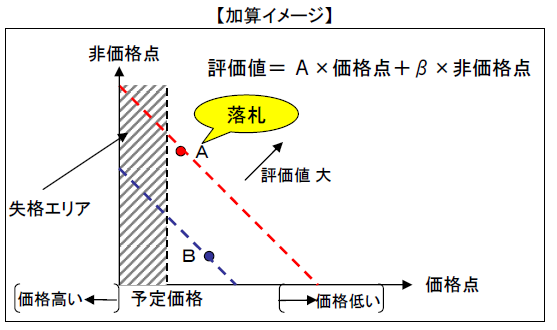 【加算イメージ】
非価格点
評価値＝ A×価格点＋β×非価格点
落札
A
評価値 大
失格エリア
B
価格点
価格高い
予定価格
価格低い